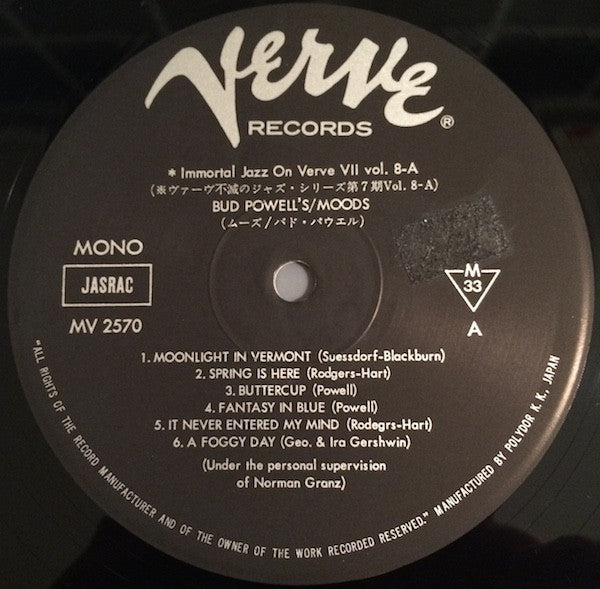 Verve
RECORDS ®
* Immortal Jazz On Verve VII vol. 8-A
(※ヴァーヴ不滅のジャズ・シリーズ第7期Vol. 8-A)
BUD POWELL'S/MOODS
(ムーズ/バド・パウエル)
MONO
JASRAC
MV 2570
M
33
A
1. MOONLIGHT IN VERMONT (Suessdorf-Blackburn)
2. SPRING IS HERE (Rodgers-Hart)
3. BUTTERCUP (Powell)
4. FANTASY IN BLUE (Powell)
5. IT NEVER ENTERED MY MIND (Rodegrs-Hart)
6. A FOGGY DAY (Geo. & Ira Gershwin)
(Under the personal supervision
of Norman Granz)
"ALL RIGHTS OF THE RECORD MANUFACTURER AND OF THE OWNER OF THE WORK RECORDED RESERVED." MANUFACTURED BY POLYDOR K. K., JAPAN